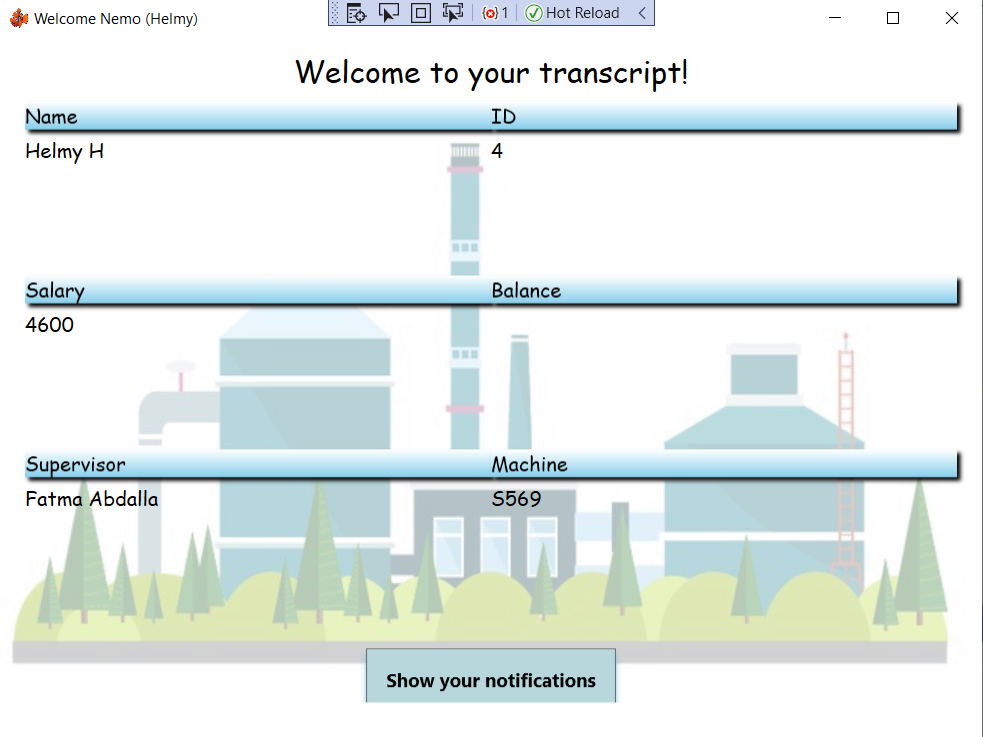 Welcome Nemo (Helmy)
1 Hot Reload
Welcome to your transcript!
Name ID
Helmy H 4
Salary Balance
4600
Supervisor Machine
Fatma Abdalla S569
Show your notifications